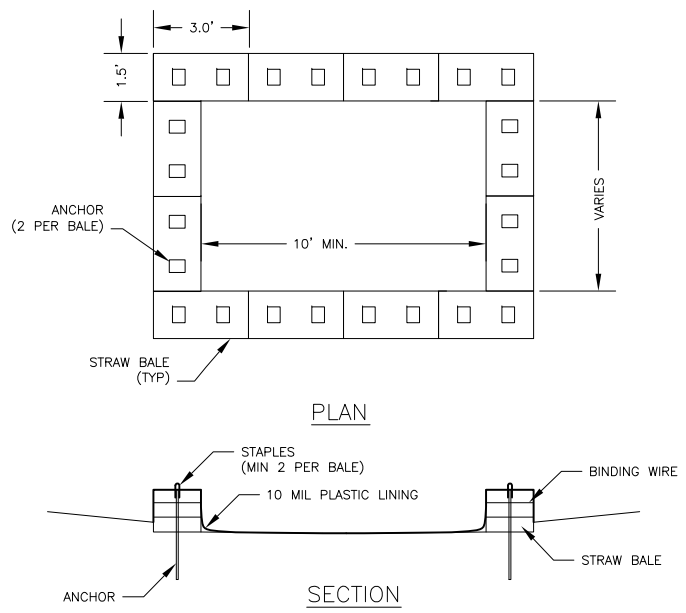 3.0'
1.5'
ANCHOR
(2 PER BALE)
10' MIN.
VARIES
STRAW BALE
(TYP)
PLAN
STAPLES
(MIN 2 PER BALE)
BINDING WIRE
10 MIL PLASTIC LINING
STRAW BALE
ANCHOR
SECTION